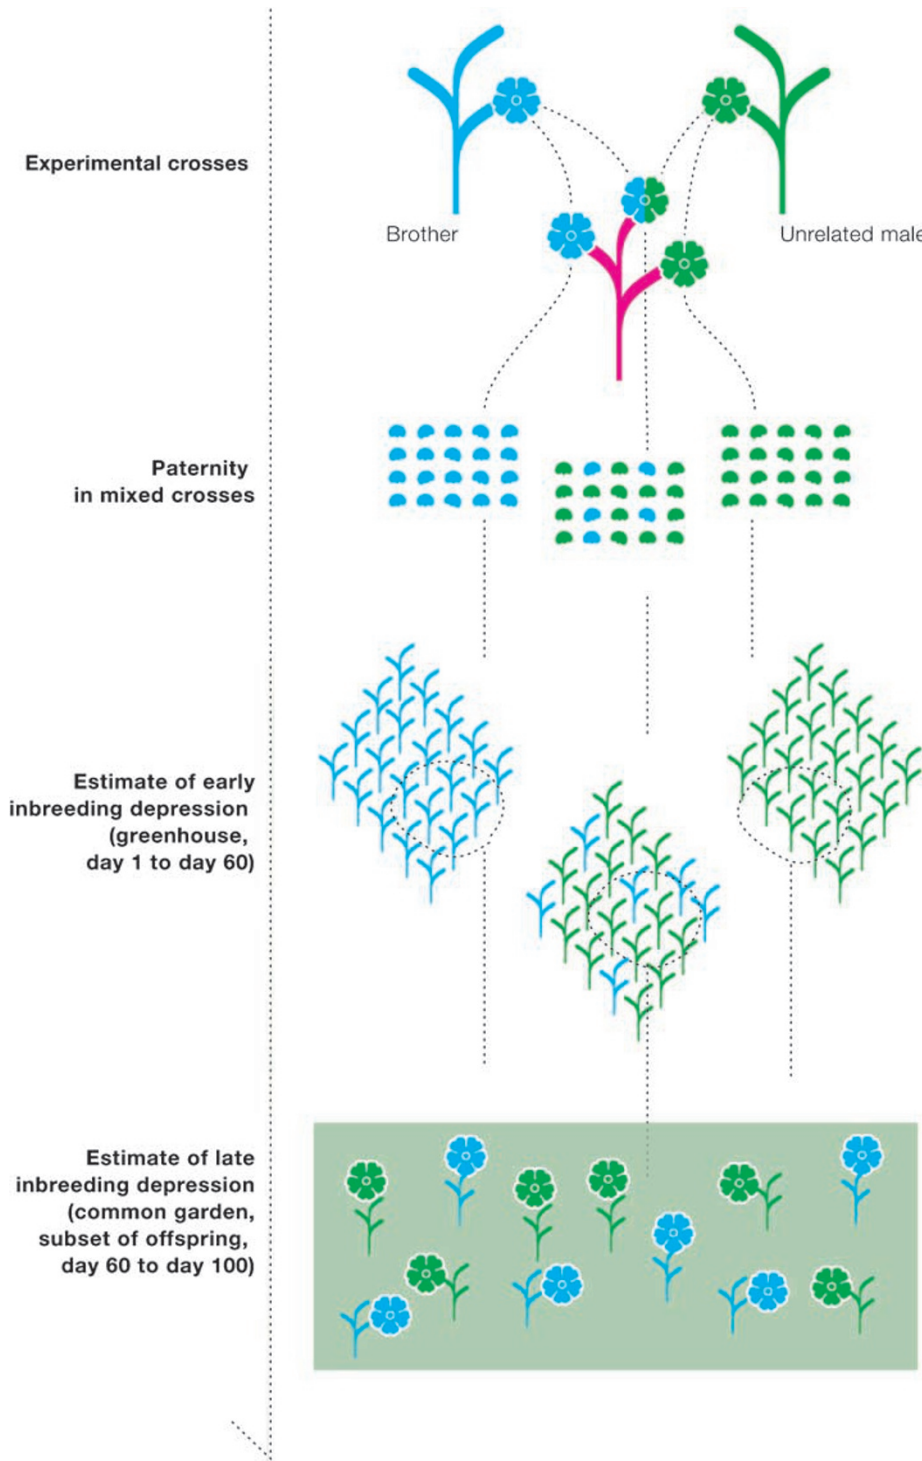 Experimental crosses
Brother
Unrelated male
Paternity
in mixed crosses
Estimate of early
inbreeding depression
(greenhouse,
day 1 to day 60)
Estimate of late
inbreeding depression
(common garden,
subset of offspring,
day 60 to day 100)